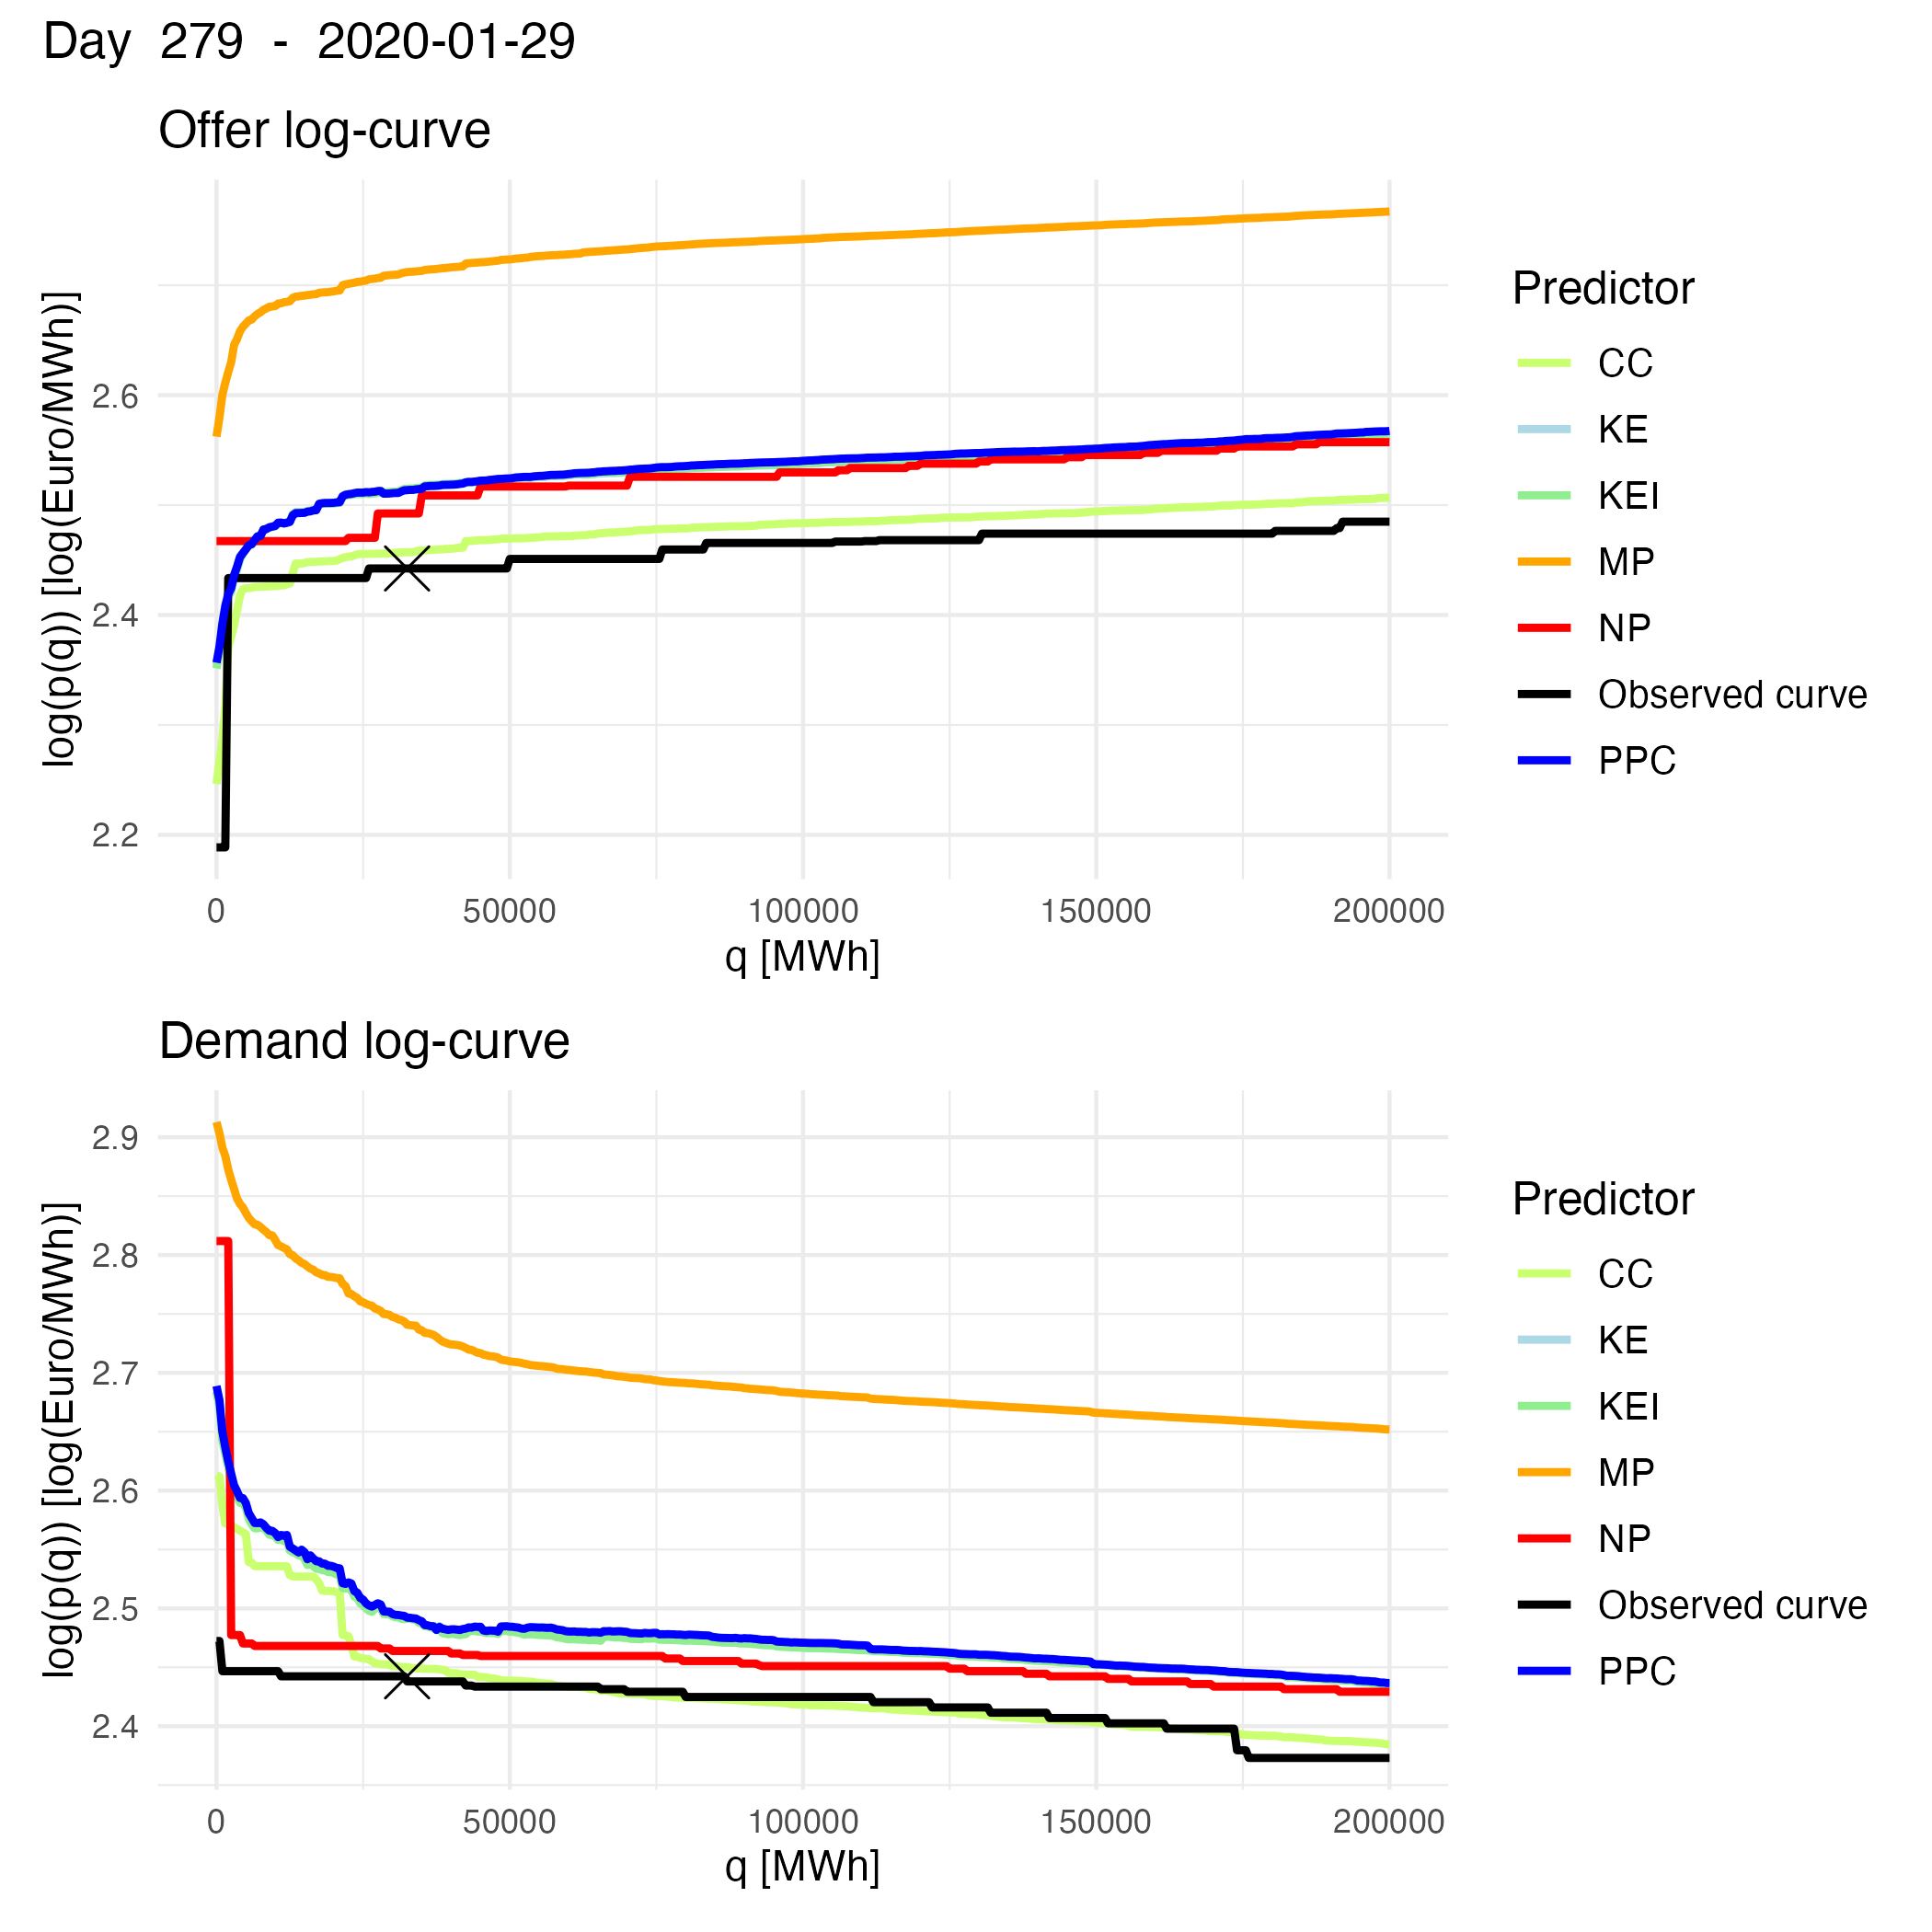 Day 279 - 2020-01-29
Offer log-curve
log(p(q)) [log(Euro/MWh)]
2.6
2.4
2.2
0 50000 100000 150000 200000
q [MWh]
Predictor
CC
KE
KEI
MP
NP
Observed curve
PPC
Demand log-curve
log(p(q)) [log(Euro/MWh)]
2.9
2.8
2.7
2.6
2.5
2.4
0 50000 100000 150000 200000
q [MWh]
Predictor
CC
KE
KEI
MP
NP
Observed curve
PPC